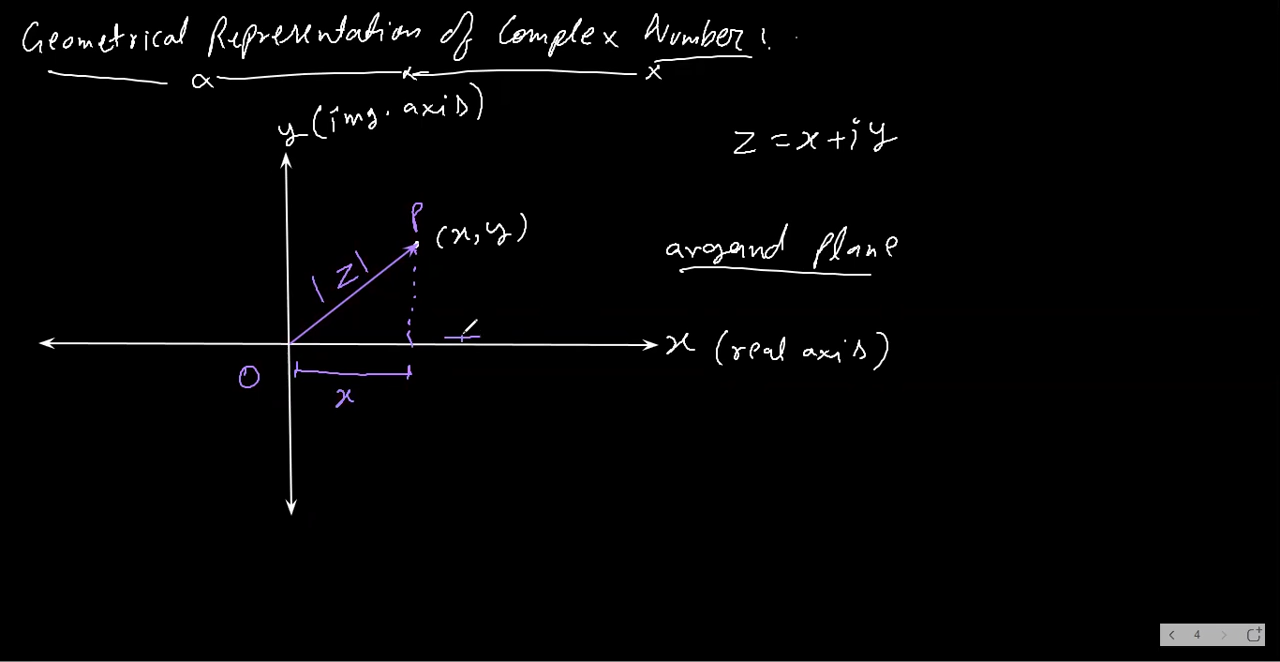 Geometrical Representation of Complex Number:
y (img. axis)
z = x + iy
P
(x, y)
|z|
argand Plane
x (real axis)
O
x
4